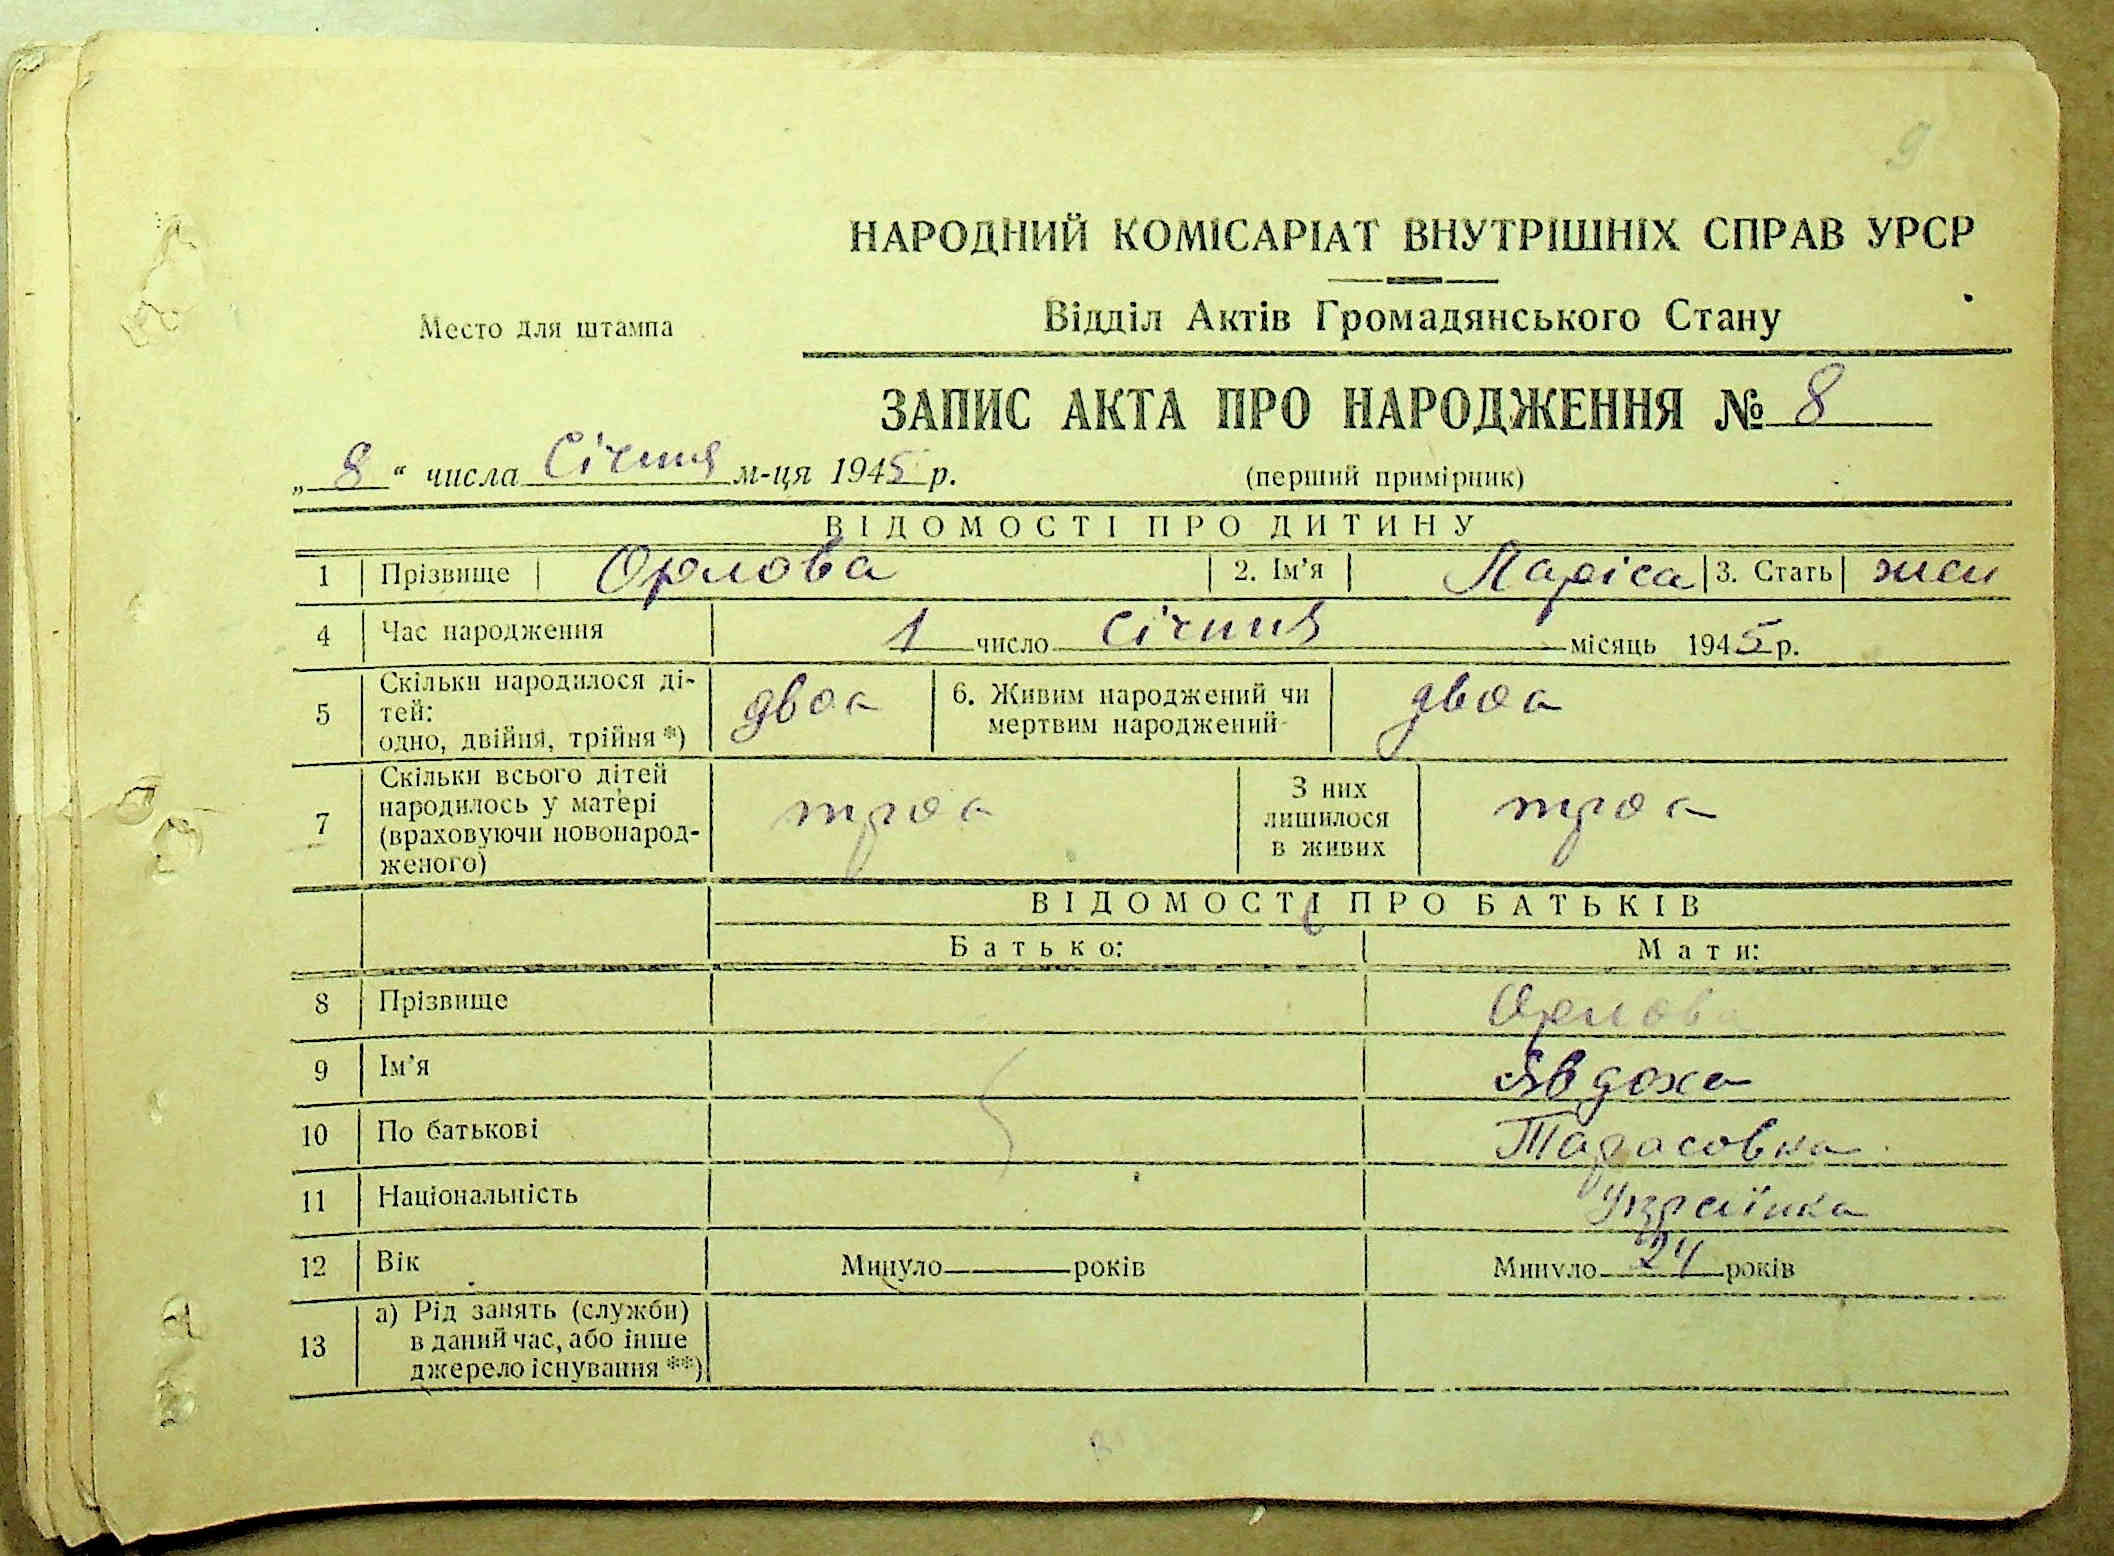 9
НАРОДНИЙ КОМІСАРІАТ ВНУТРІШНІХ СПРАВ УРСР
Место для штампа
Відділ Актів Громадянського Стану
ЗАПИС АКТА ПРО НАРОДЖЕННЯ № 8
„8“ числа Січня м-ця 1945 р. (перший примірник)
ВІДОМОСТІ ПРО ДИТИНУ
1 Прізвище Орлова 2. Ім’я Ларіса 3. Стать жен
4 Час народження 1 число Січня місяць 1945 р.
5 Скільки народилося ді-
тей:
одно, двійня, трійня *) двоє 6. Живим народжений чи
мертвим народжений двоє
7 Скільки всього дітей
народилось у матері
(враховуючи новонарод-
женого) троє З них
лишилося
в живих троє
ВІДОМОСТІ ПРО БАТЬКІВ
Батько: Мати:
8 Прізвище Орлова
9 Ім’я Явдоха
10 По батькові Тарасовна
11 Національність Українка
12 Вік Минуло років Минуло 24 років
13 а) Рід занять (служби)
в даний час, або інше
джерело існування **)